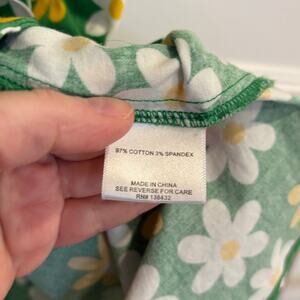 97% COTTON 3% SPANDEX
MADE IN CHINA
SEE REVERSE FOR CARE
RN# 138432